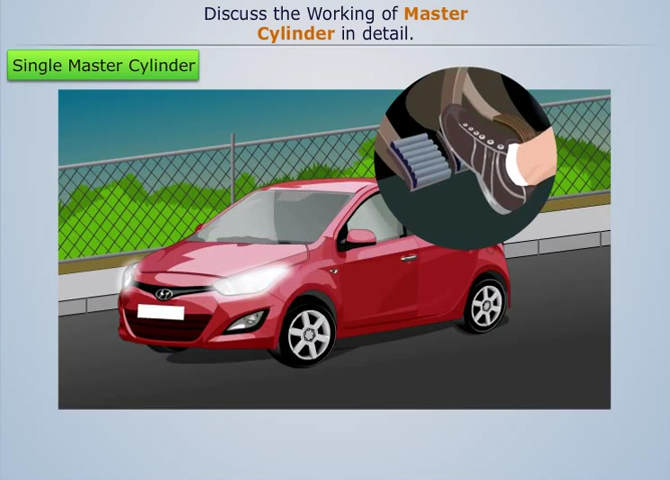 Discuss the Working of Master
Cylinder in detail.
Single Master Cylinder